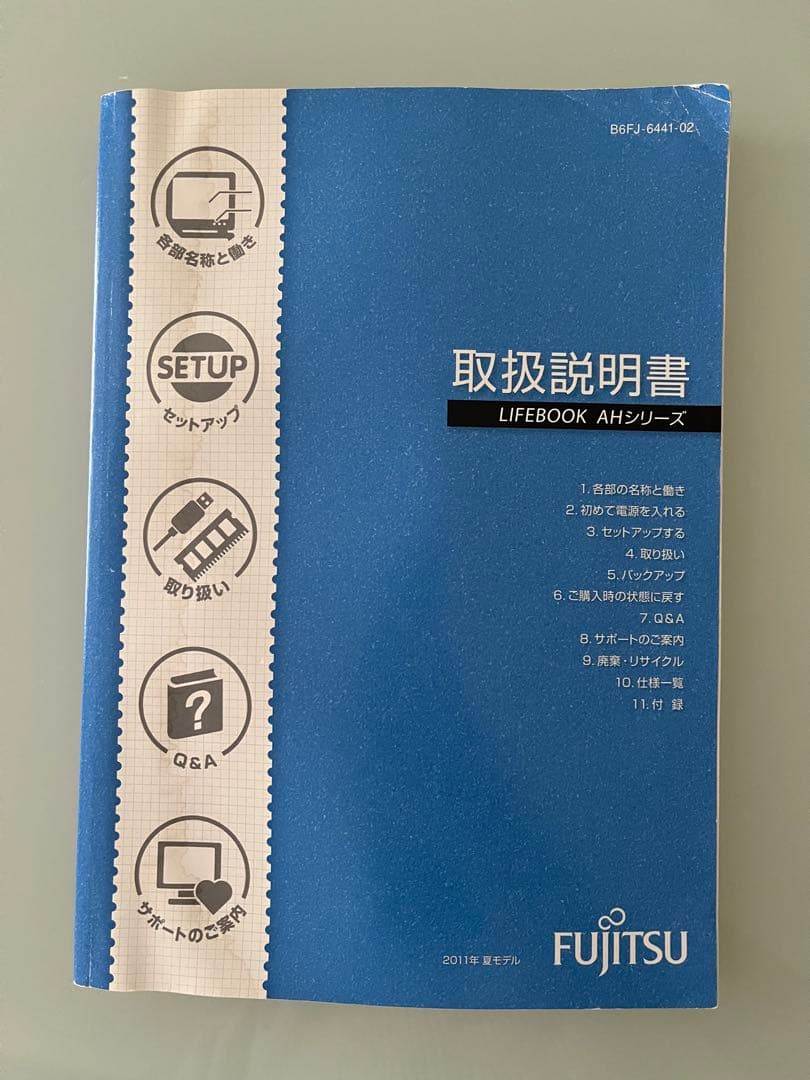 B6FJ-6441-02
各部名称と働き
SETUP
セットアップ
取り扱い
?
Q&A
サポートのご案内
取扱説明書
LIFEBOOK AHシリーズ
1. 各部の名称と働き
2. 初めて電源を入れる
3. セットアップする
4. 取り扱い
5. バックアップ
6. ご購入時の状態に戻す
7. Q&A
8. サポートのご案内
9. 廃棄・リサイクル
10. 仕様一覧
11. 付 録
2011年 夏モデル
FUJITSU